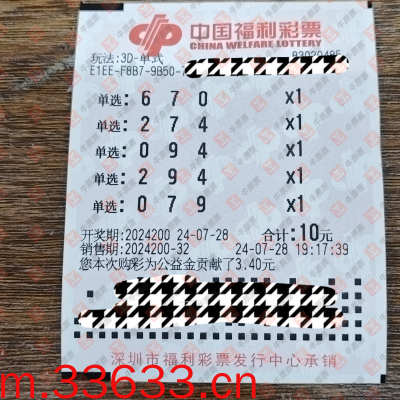 中国福利彩票
CHINA WELFARE LOTTERY
玩法:3D-单式
E1EE-F8B7-9B50-
单选:6 7 0 x1
单选:2 7 4 x1
单选:0 9 4 x1
单选:2 9 4 x1
单选:0 7 9 x1
开奖期:2024200 24-07-28 合计:10元
销售期:2024200-32 24-07-28 19:17:39
您本次购彩为公益金贡献了3.40元
深圳市福利彩票发行中心承销
m.33633.cn